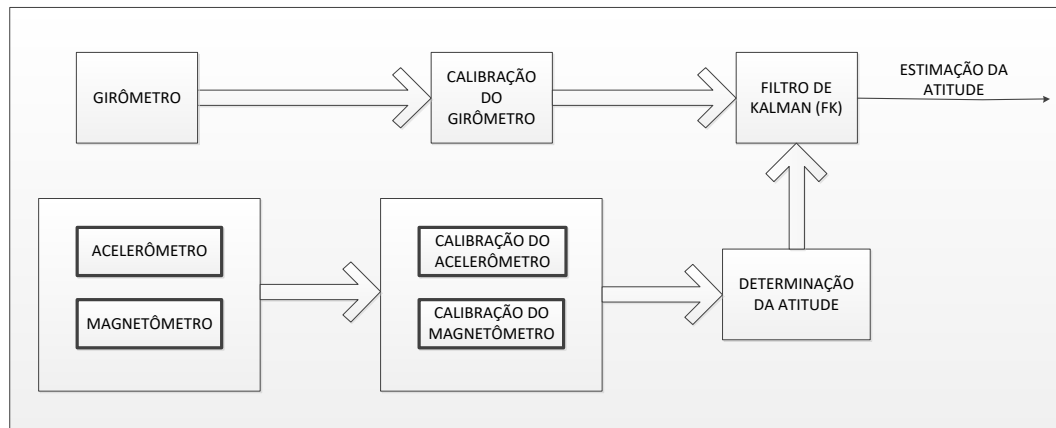 GIRÔMETRO
CALIBRAÇÃO
DO
GIRÔMETRO
FILTRO DE
KALMAN (FK)
ESTIMAÇÃO DA
ATITUDE
ACELERÔMETRO
MAGNETÔMETRO
CALIBRAÇÃO DO
ACELERÔMETRO
CALIBRAÇÃO DO
MAGNETÔMETRO
DETERMINAÇÃO
DA ATITUDE